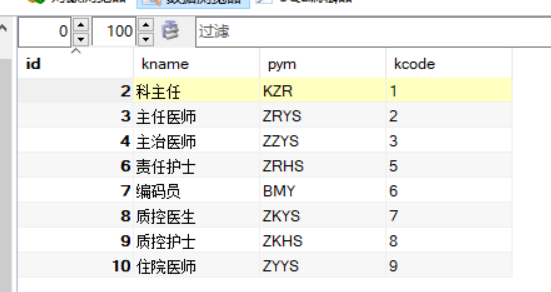 0 100 过滤
id kname pym kcode
2 科主任 KZR 1
3 主任医师 ZRYS 2
4 主治医师 ZZYS 3
6 责任护士 ZRHS 5
7 编码员 BMY 6
8 质控医生 ZKYS 7
9 质控护士 ZKHS 8
10 住院医师 ZYYS 9